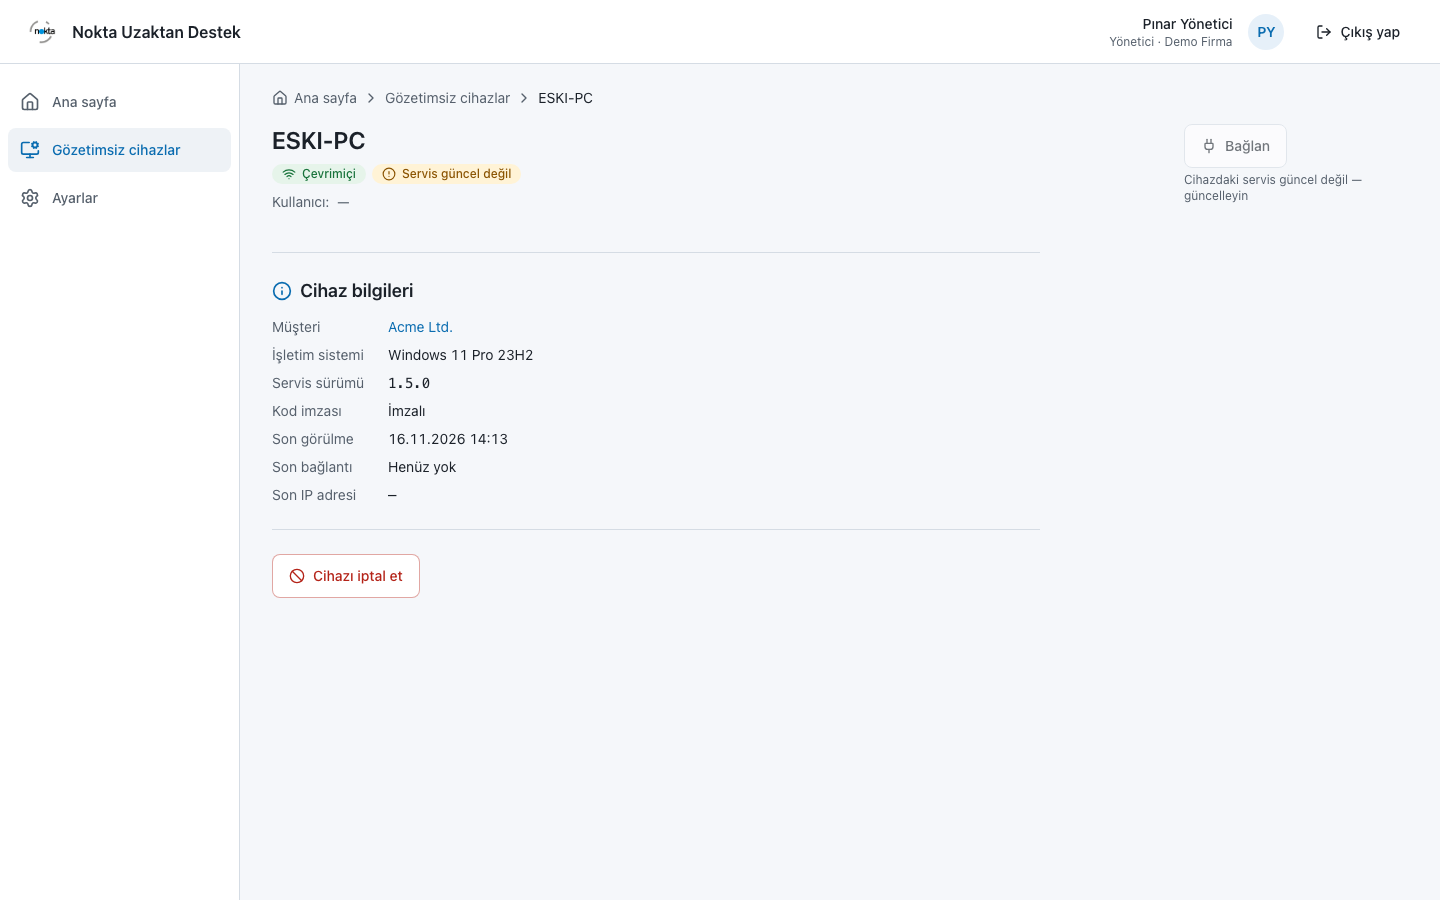 nokta
Nokta Uzaktan Destek
Pınar Yönetici
Yönetici · Demo Firma
PY
Çıkış yap
Ana sayfa
Gözetimsiz cihazlar
Ayarlar
Ana sayfa > Gözetimsiz cihazlar > ESKI-PC
ESKI-PC
Çevrimiçi
Servis güncel değil
Kullanıcı: —
Bağlan
Cihazdaki servis güncel değil —
güncelleyin
Cihaz bilgileri
Müşteri Acme Ltd.
İşletim sistemi Windows 11 Pro 23H2
Servis sürümü 1.5.0
Kod imzası İmzalı
Son görülme 16.11.2026 14:13
Son bağlantı Henüz yok
Son IP adresi —
Cihazı iptal et